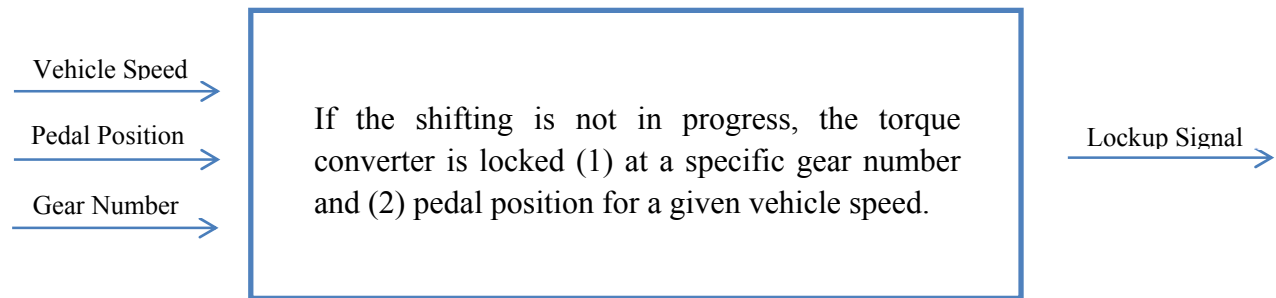 Vehicle Speed
Pedal Position
Gear Number
If the shifting is not in progress, the torque
converter is locked (1) at a specific gear number
and (2) pedal position for a given vehicle speed.
Lockup Signal